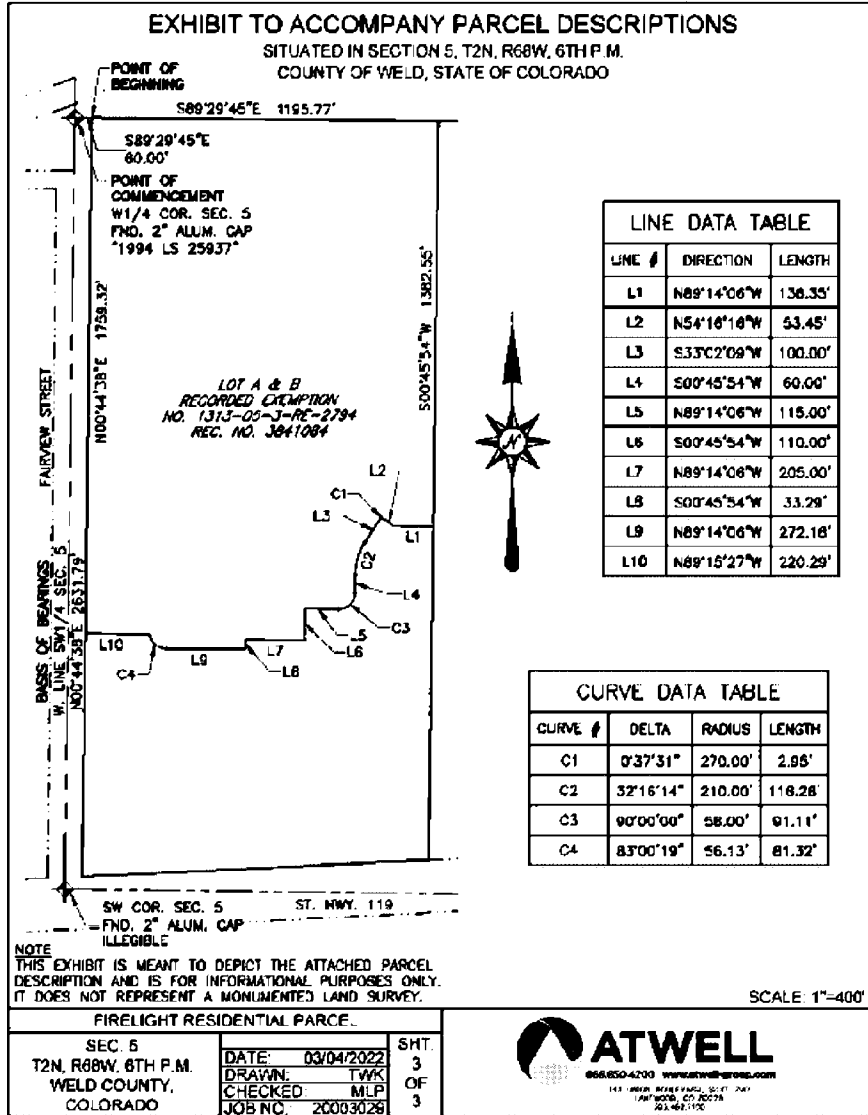 EXHIBIT TO ACCOMPANY PARCEL DESCRIPTIONS
SITUATED IN SECTION 5, T2N, R68W, 6TH P.M.
COUNTY OF WELD, STATE OF COLORADO
POINT OF
BEGINNING
S89°29'45"E 1195.77'
S89°29'45"E
60.00'
POINT OF
COMMENCEMENT
W1/4 COR. SEC. 5
FND. 2" ALUM. CAP
"1994 LS 25937"
N00°44'38"E 1759.32'
S00°45'54"W 1382.55'
FAIRVIEW STREET
BASIS OF BEARINGS
W. LINE SW1/4 SEC. 5
N00°44'38"E 2631.79'
LOT A & B
RECORDED EXEMPTION
NO. 1313-05-3-RE-2794
REC. NO. 3841084
L2
C1
L3
L1
C2
L4
L5
C3
L6
L10
L7
C4
L9
L8
N
SW COR. SEC. 5
FND. 2" ALUM. CAP
ILLEGIBLE
ST. HWY. 119
LINE DATA TABLE
LINE # DIRECTION LENGTH
L1 N89°14'06"W 136.35'
L2 N54°16'16"W 53.45'
L3 S33°02'09"W 100.00'
L4 S00°45'54"W 60.00'
L5 N89°14'06"W 115.00'
L6 S00°45'54"W 110.00'
L7 N89°14'06"W 205.00'
L8 S00°45'54"W 33.29'
L9 N89°14'06"W 272.16'
L10 N89°15'27"W 220.29'
CURVE DATA TABLE
CURVE # DELTA RADIUS LENGTH
C1 0°37'31" 270.00' 2.95'
C2 32°16'14" 210.00' 118.28'
C3 90°00'00" 58.00' 91.11'
C4 83°00'19" 56.13' 81.32'
NOTE
THIS EXHIBIT IS MEANT TO DEPICT THE ATTACHED PARCEL
DESCRIPTION AND IS FOR INFORMATIONAL PURPOSES ONLY.
IT DOES NOT REPRESENT A MONUMENTED LAND SURVEY.
SCALE: 1"=400'
FIRELIGHT RESIDENTIAL PARCEL
SEC. 5
T2N, R68W, 6TH P.M.
WELD COUNTY,
COLORADO
DATE: 03/04/2022
DRAWN: TWK
CHECKED: MLP
JOB NO.: 20003029
SHT.
3
OF
3
ATWELL
866.850.4200 www.atwell-group.com
303.462.1100